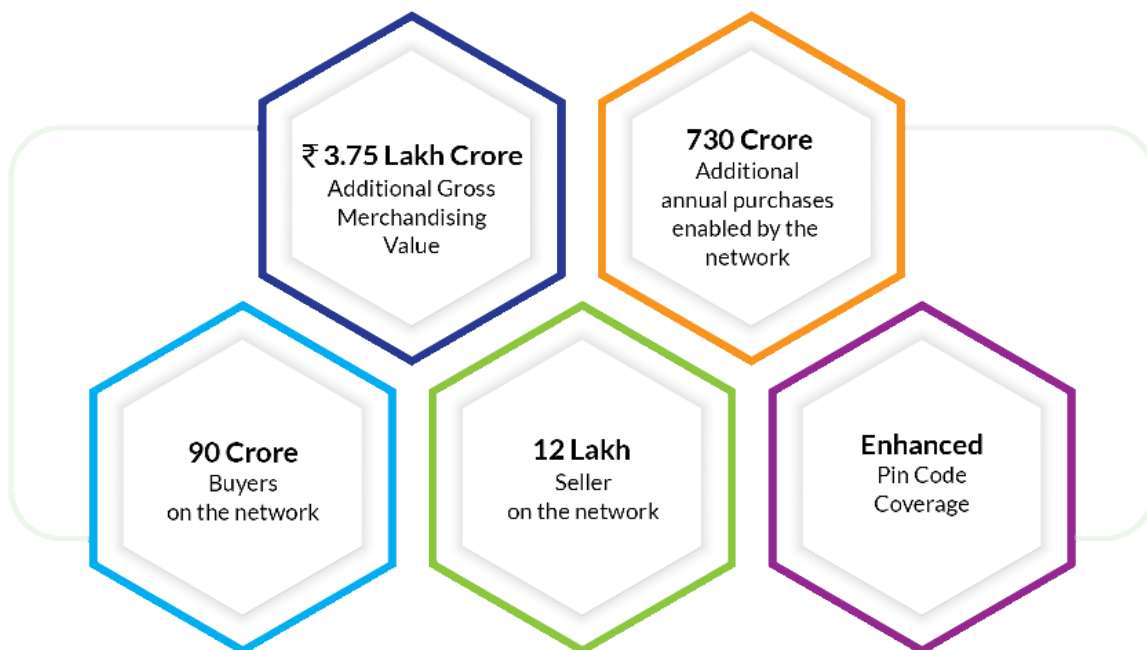 ₹ 3.75 Lakh Crore
Additional Gross
Merchandising
Value
730 Crore
Additional
annual purchases
enabled by the
network
90 Crore
Buyers
on the network
12 Lakh
Seller
on the network
Enhanced
Pin Code
Coverage